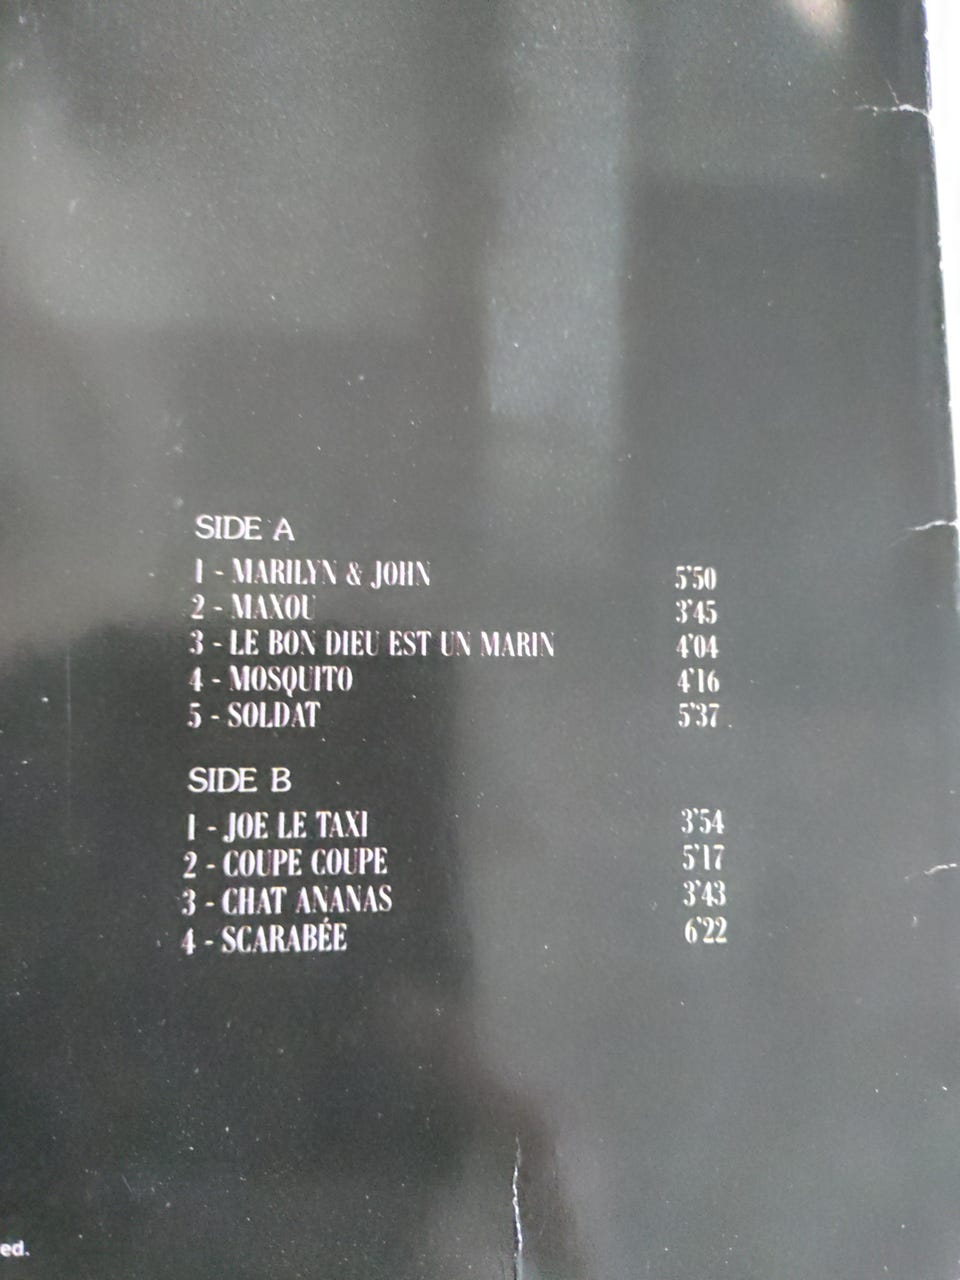 SIDE A
1 - MARILYN & JOHN 5'50
2 - MAXOU 3'45
3 - LE BON DIEU EST UN MARIN 4'04
4 - MOSQUITO 4'16
5 - SOLDAT 5'37
SIDE B
1 - JOE LE TAXI 3'54
2 - COUPE COUPE 5'17
3 - CHAT ANANAS 3'43
4 - SCARABÉE 6'22
ed.